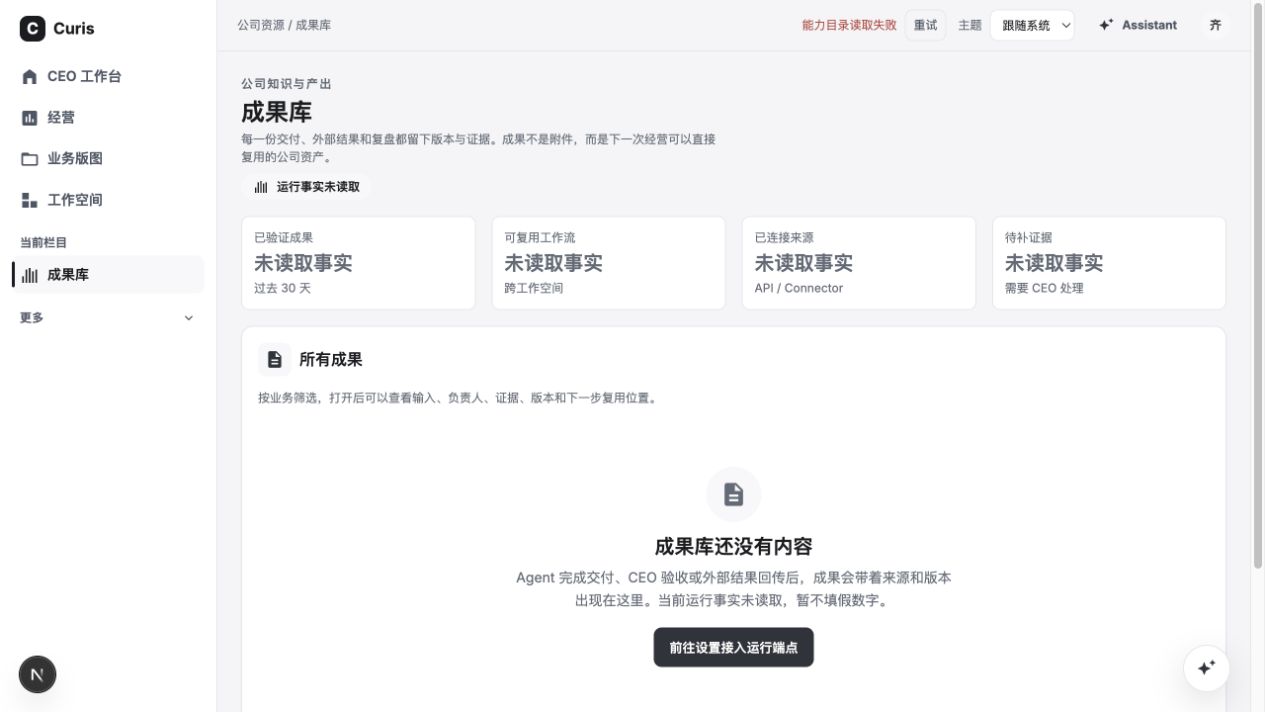 C Curis
CEO 工作台
经营
业务版图
工作空间
当前栏目
成果库
更多
N
公司资源 / 成果库
能力目录读取失败
重试
主题
跟随系统
Assistant
齐
公司知识与产出
成果库
每一份交付、外部结果和复盘都留下版本与证据。成果不是附件，而是下一次经营可以直接
复用的公司资产。
运行事实未读取
已验证成果
未读取事实
过去 30 天
可复用工作流
未读取事实
跨工作空间
已连接来源
未读取事实
API / Connector
待补证据
未读取事实
需要 CEO 处理
所有成果
按业务筛选，打开后可以查看输入、负责人、证据、版本和下一步复用位置。
成果库还没有内容
Agent 完成交付、CEO 验收或外部结果回传后，成果会带着来源和版本
出现在这里。当前运行事实未读取，暂不填假数字。
前往设置接入运行端点